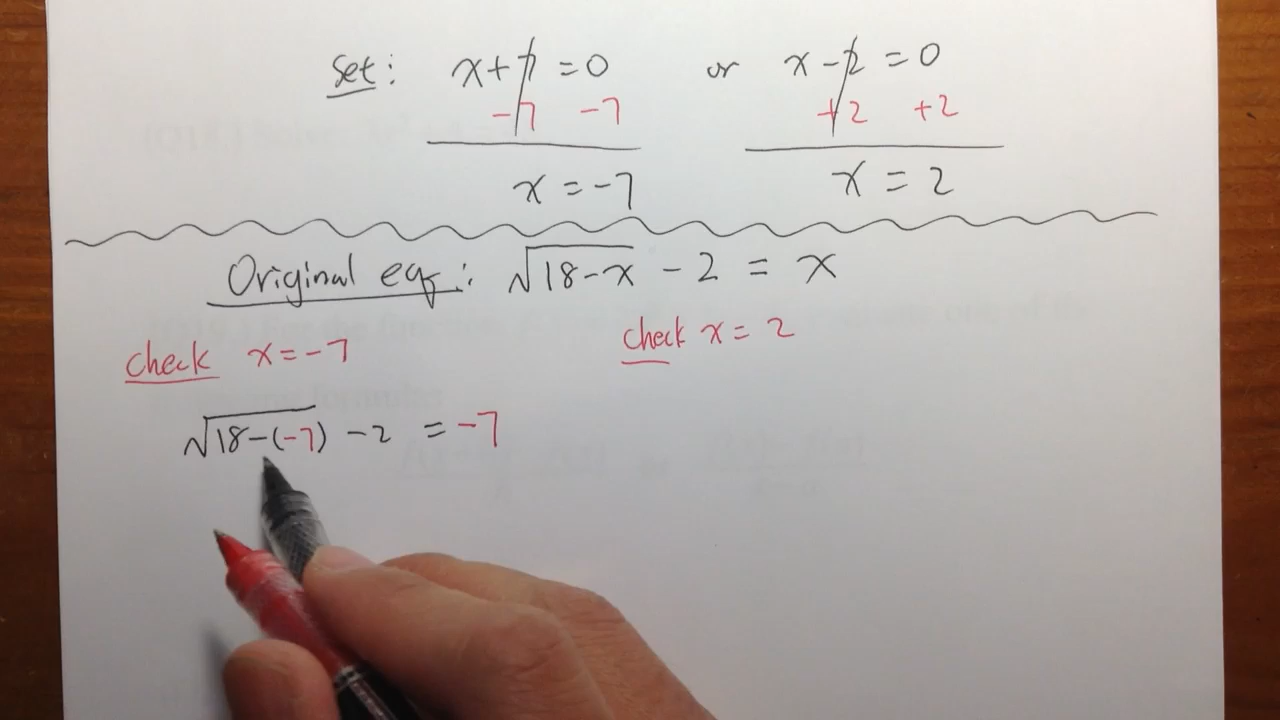 Set: x+7=0 or x-2=0
-7 -7 +2 +2
x=-7 x=2
Original eq: √18-x - 2 = x
Check x=-7 Check x=2
√18-(-7) -2 = -7